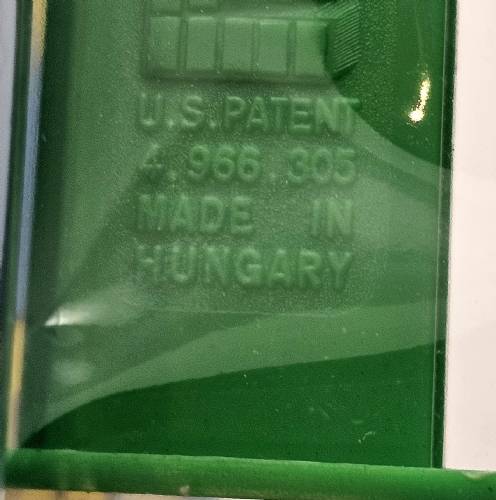 U.S.PATENT
4.966.305
MADE IN
HUNGARY